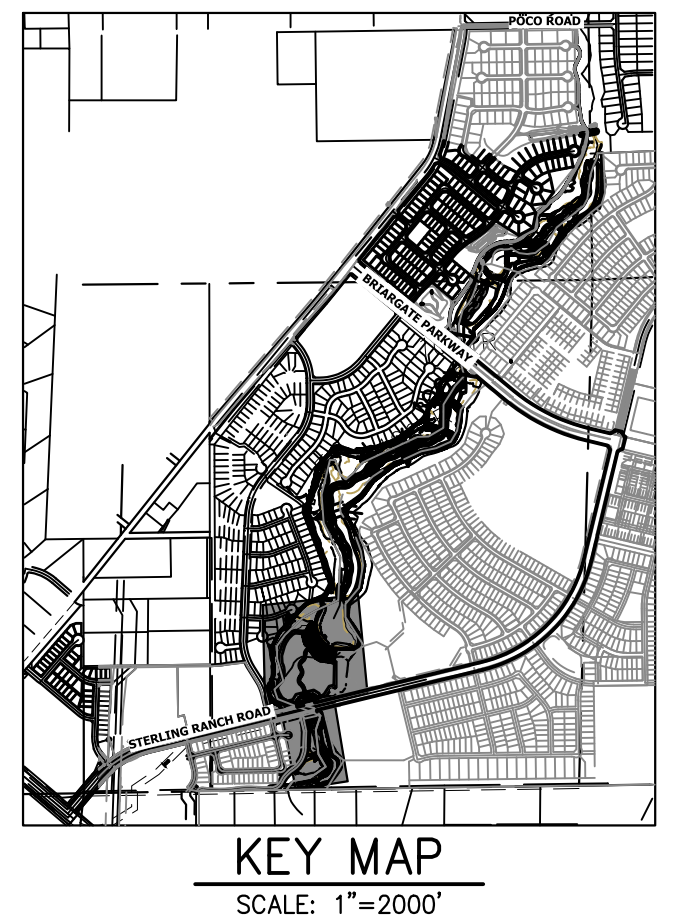 POCO ROAD
BRIARGATE PARKWAY
R
STERLING RANCH ROAD
KEY MAP
SCALE: 1"=2000'